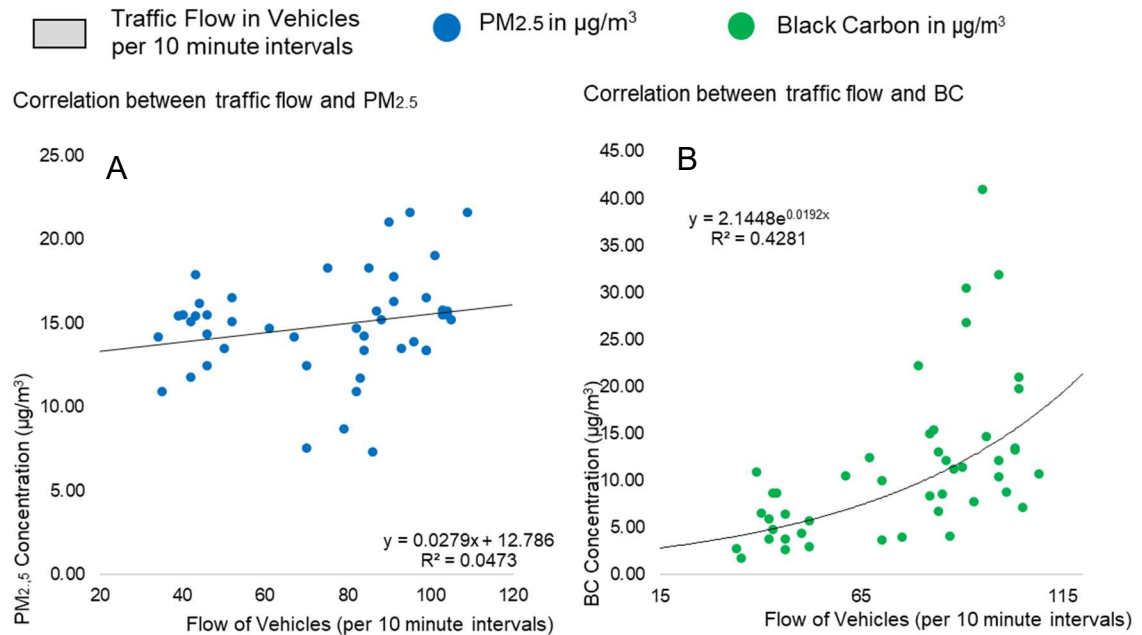 Traffic Flow in Vehicles
per 10 minute intervals
PM2.5 in µg/m³
Black Carbon in µg/m³
Correlation between traffic flow and PM₂.₅
A
25.00
20.00
15.00
10.00
5.00
0.00
PM₂.,₅ Concentration (µg/m³)
y = 0.0279x + 12.786
R² = 0.0473
20 40 60 80 100 120
Flow of Vehicles (per 10 minute intervals)
Correlation between traffic flow and BC
B
45.00
40.00
35.00
30.00
25.00
20.00
15.00
10.00
5.00
0.00
BC Concentration (µg/m³)
y = 2.1448e^0.0192x
R² = 0.4281
15 65 115
Flow of Vehicles (per 10 minute intervals)